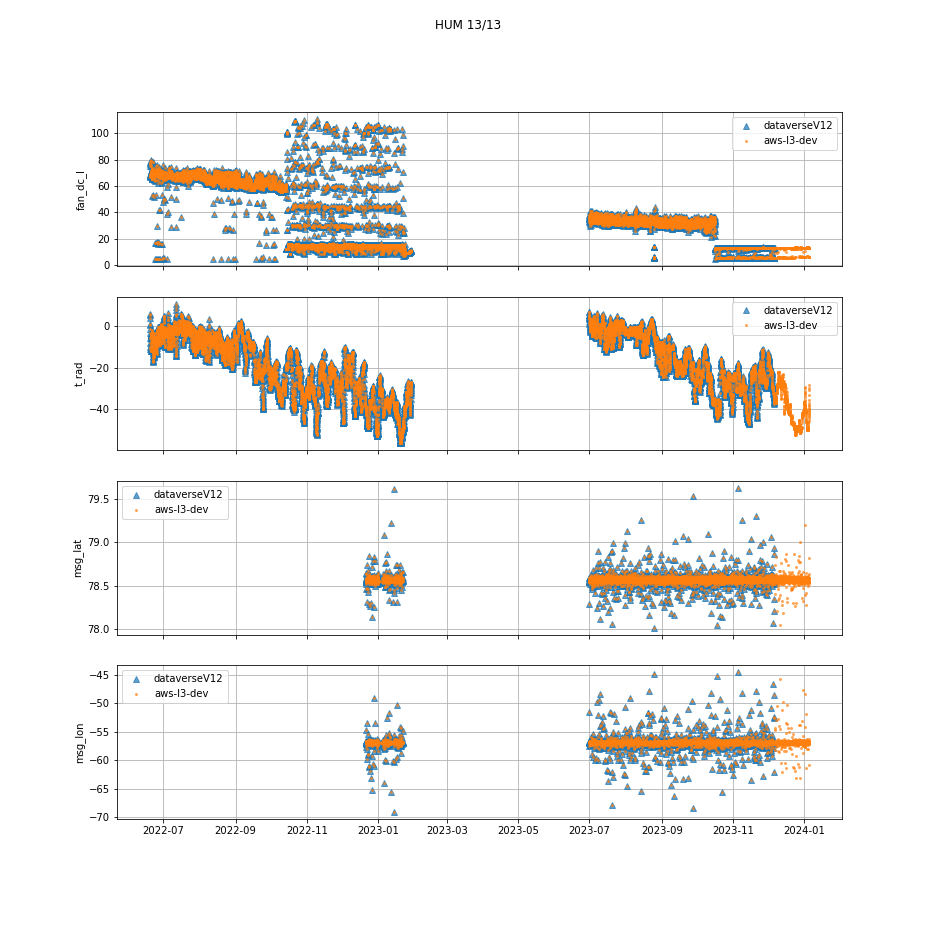 HUM 13/13
100
80
60
40
20
0
fan_dc_l
dataverseV12
aws-l3-dev
0
−20
−40
t_rad
dataverseV12
aws-l3-dev
79.5
79.0
78.5
78.0
msg_lat
dataverseV12
aws-l3-dev
−45
−50
−55
−60
−65
−70
msg_lon
dataverseV12
aws-l3-dev
2022-07 2022-09 2022-11 2023-01 2023-03 2023-05 2023-07 2023-09 2023-11 2024-01